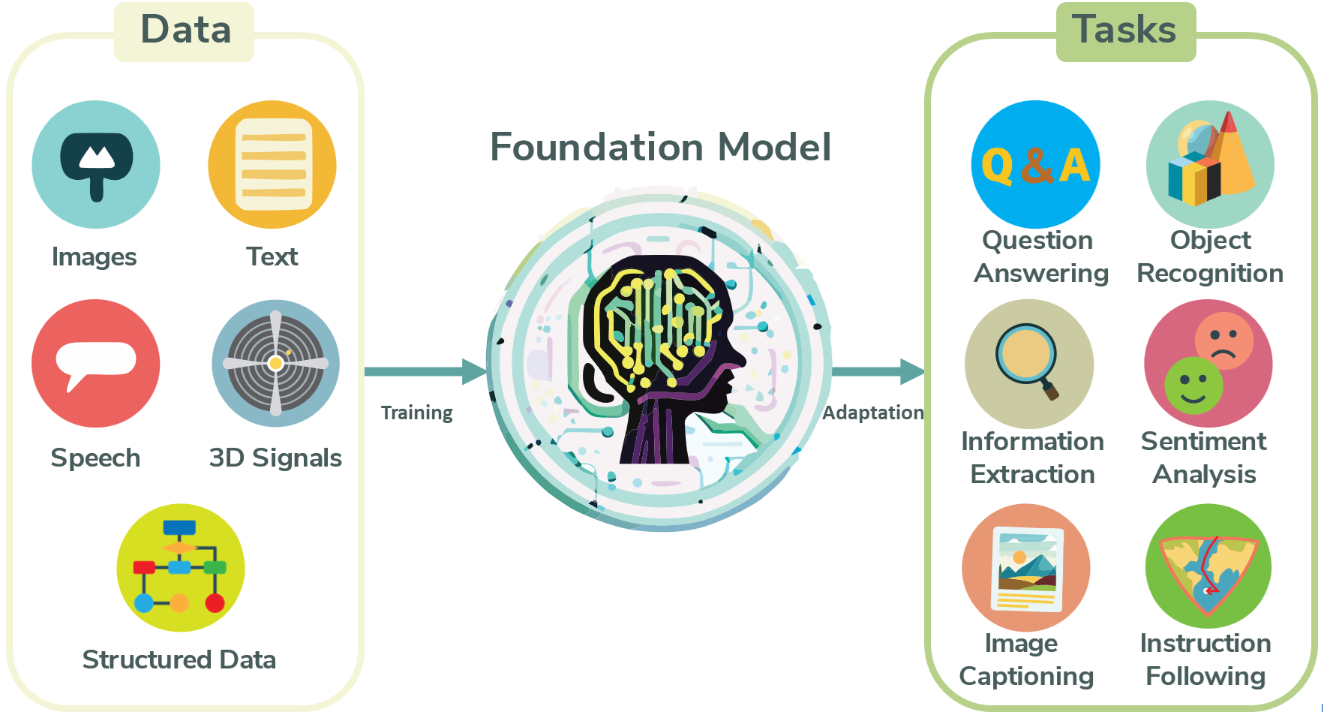 Data
Images
Text
Speech
3D Signals
Structured Data
Training
Foundation Model
Adaptation
Tasks
Q & A
Question
Answering
Object
Recognition
Information
Extraction
Sentiment
Analysis
Image
Captioning
Instruction
Following